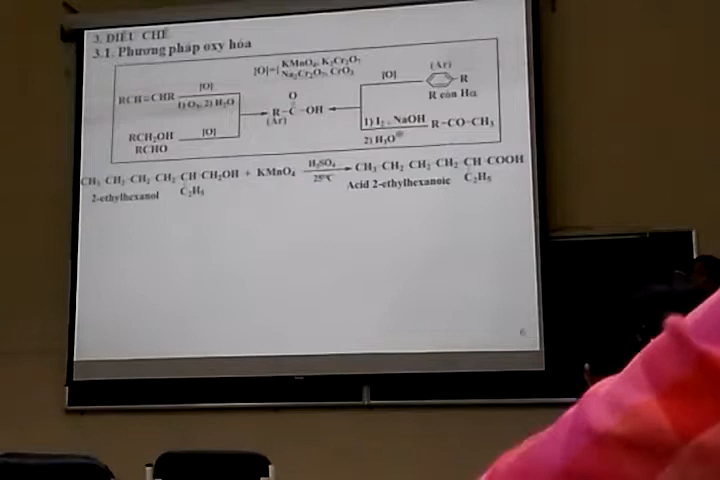 3. ĐIỀU CHẾ
3.1. Phương pháp oxy hóa
[O]=[ KMnO₄, K₂Cr₂O₇
Na₂Cr₂O₇, CrO₃
RCH=CHR [O]
1) O₃, 2) H₂O
RCH₂OH [O]
RCHO
O
R-C-OH
(Ar)
[O] (Ar)
R
R còn Hα
1) I₂ - NaOH R-CO-CH₃
2) H₃O⊕
CH₃ CH₂ CH₂ CH₂ CH CH₂OH + KMnO₄ H₂SO₄ CH₃ CH₂ CH₂ CH₂ CH COOH
25°C
C₂H₅ C₂H₅
2-ethylhexanol Acid 2-ethylhexanoic
6